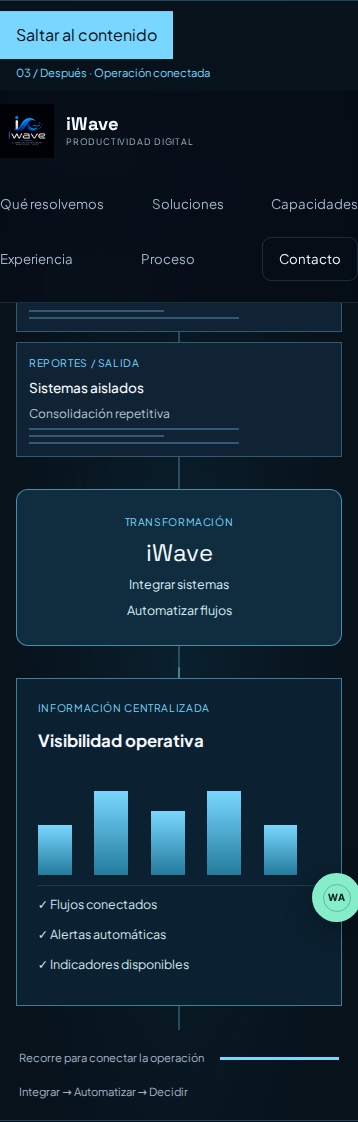 Saltar al contenido
03 / Después · Operación conectada
iwave
iWave
PRODUCTIVIDAD DIGITAL
Qué resolvemos Soluciones Capacidades
Experiencia Proceso Contacto
REPORTES / SALIDA
Sistemas aislados
Consolidación repetitiva
TRANSFORMACIÓN
iWave
Integrar sistemas
Automatizar flujos
INFORMACIÓN CENTRALIZADA
Visibilidad operativa
✓ Flujos conectados
WA
✓ Alertas automáticas
✓ Indicadores disponibles
Recorre para conectar la operación
Integrar → Automatizar → Decidir